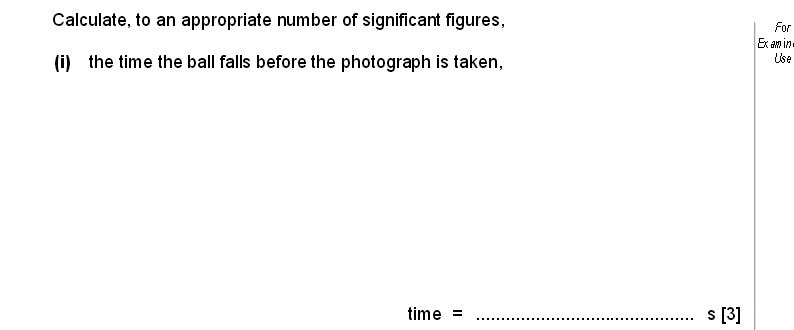 Calculate, to an appropriate number of significant figures,
For
Examin
Use
(i) the time the ball falls before the photograph is taken,
time = ............................................ s [3]